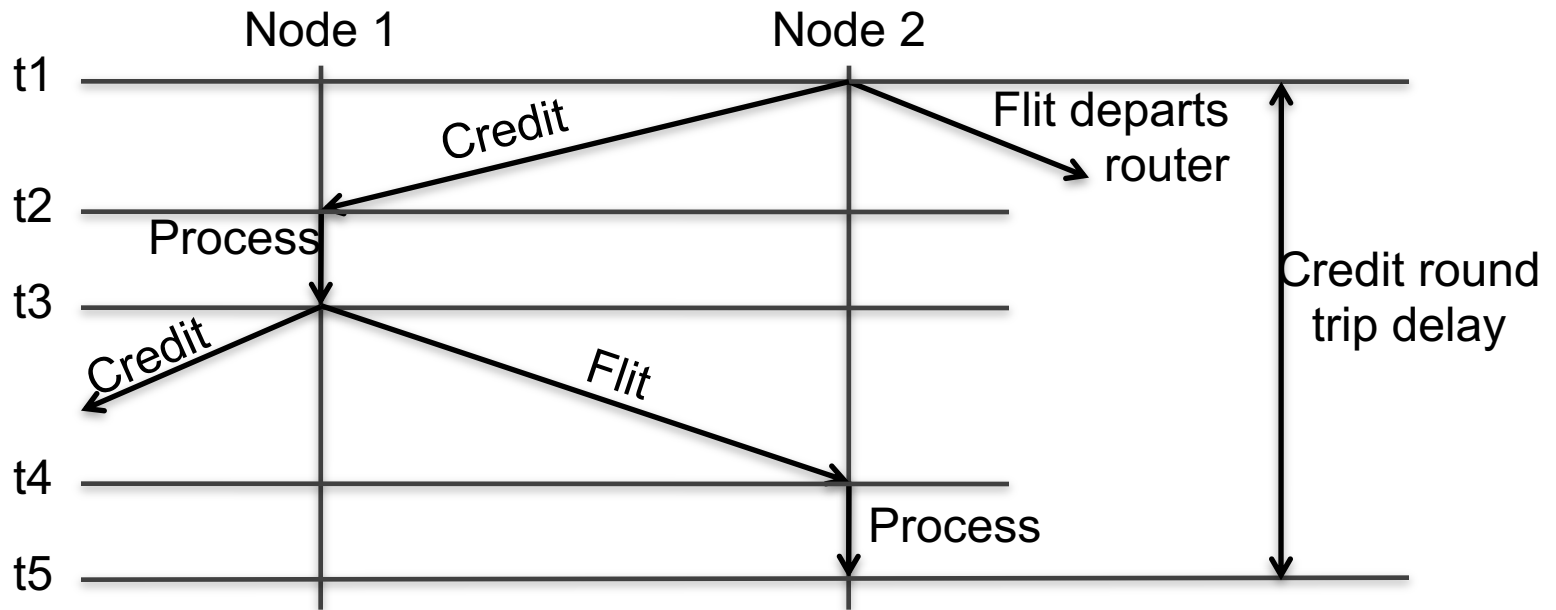 Node 1
Node 2
t1
Credit
Flit departs
router
t2
Process
t3
Credit round
trip delay
Credit
Flit
t4
Process
t5